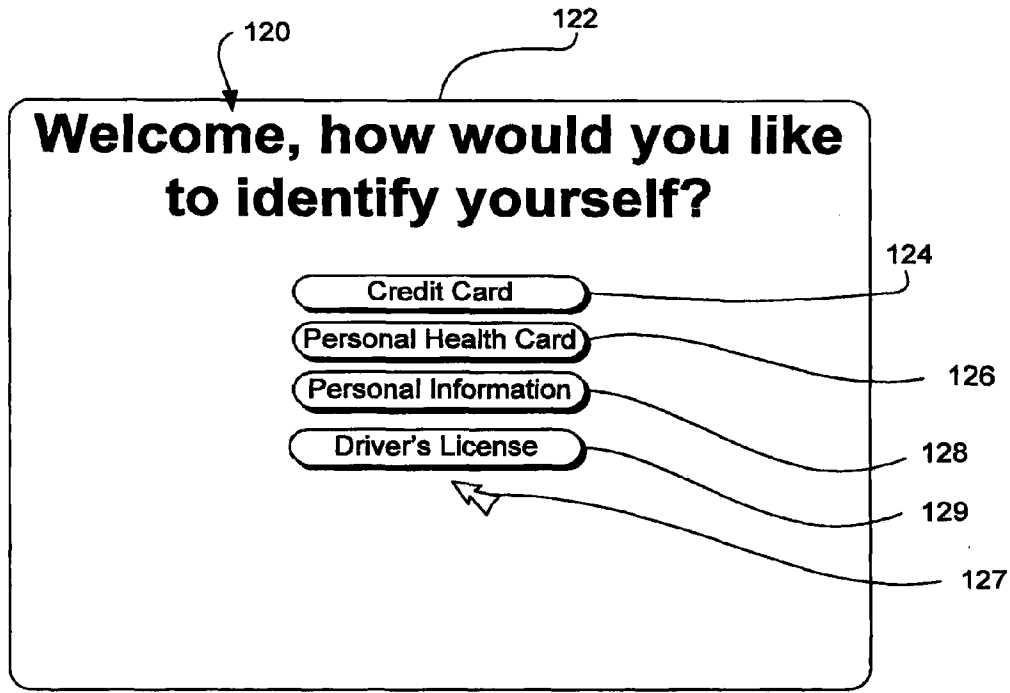 120
122
Welcome, how would you like
to identify yourself?
124
Credit Card
Personal Health Card
126
Personal Information
Driver's License
128
129
127